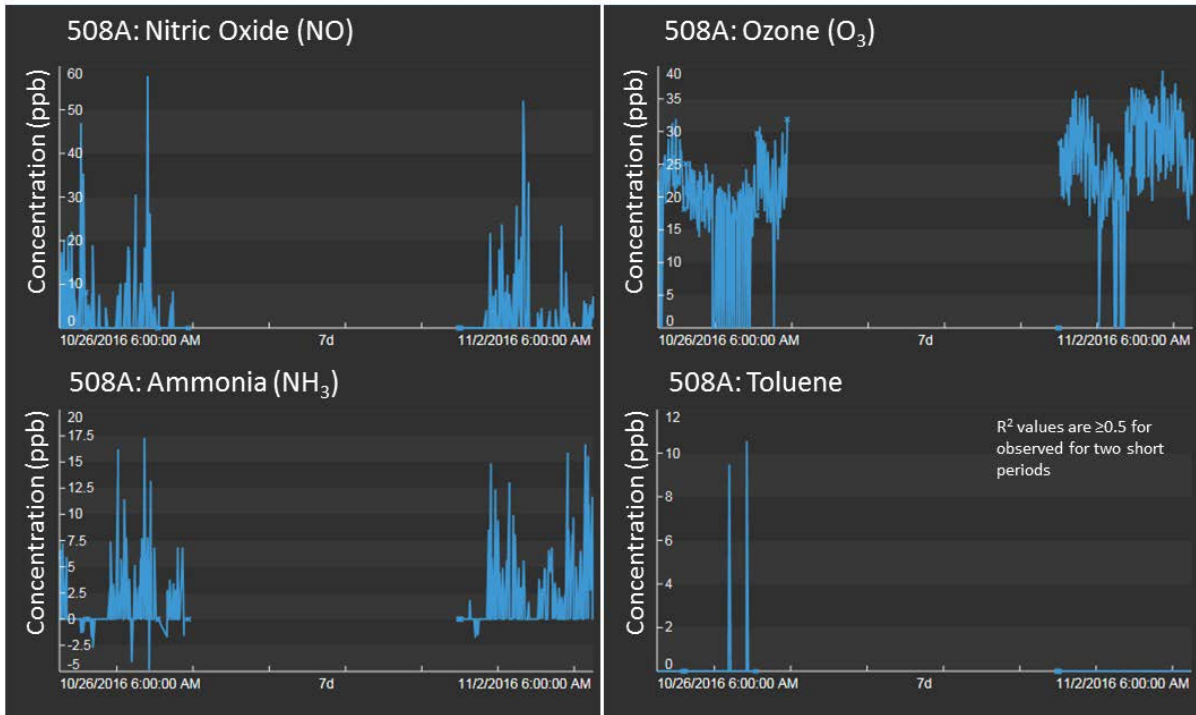 508A: Nitric Oxide (NO)
Concentration (ppb)
60
50
40
30
20
10
0
10/26/2016 6:00:00 AM 7d 11/2/2016 6:00:00 AM
508A: Ozone (O₃)
Concentration (ppb)
40
35
30
25
20
15
10
5
0
10/26/2016 6:00:00 AM 7d 11/2/2016 6:00:00 AM
508A: Ammonia (NH₃)
Concentration (ppb)
20
17.5
15
12.5
10
7.5
5
2.5
0
-2.5
-5
10/26/2016 6:00:00 AM 7d 11/2/2016 6:00:00 AM
508A: Toluene
Concentration (ppb)
12
10
8
6
4
2
0
R² values are ≥0.5 for
observed for two short
periods
10/26/2016 6:00:00 AM 7d 11/2/2016 6:00:00 AM